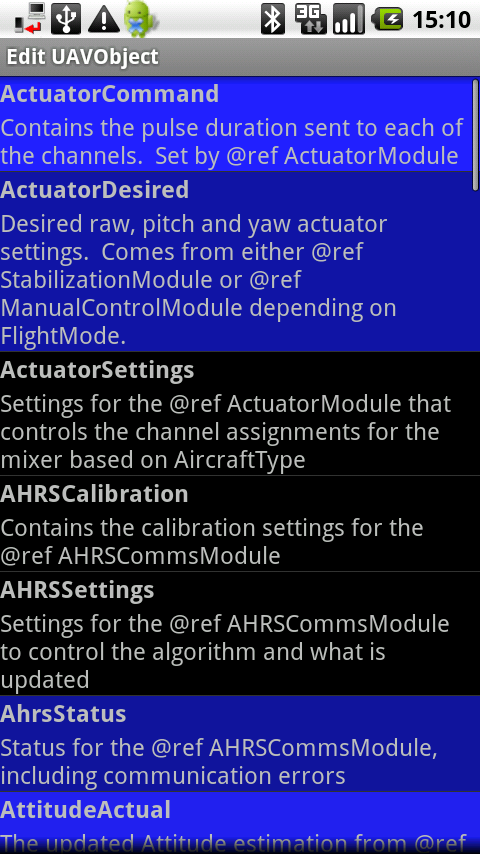 3G
15:10
Edit UAVObject
ActuatorCommand
Contains the pulse duration sent to each of
the channels.  Set by @ref ActuatorModule
ActuatorDesired
Desired raw, pitch and yaw actuator
settings.  Comes from either @ref
StabilizationModule or @ref
ManualControlModule depending on
FlightMode.
ActuatorSettings
Settings for the @ref ActuatorModule that
controls the channel assignments for the
mixer based on AircraftType
AHRSCalibration
Contains the calibration settings for the
@ref AHRSCommsModule
AHRSSettings
Settings for the @ref AHRSCommsModule
to control the algorithm and what is
updated
AhrsStatus
Status for the @ref AHRSCommsModule,
including communication errors
AttitudeActual
The updated Attitude estimation from @ref